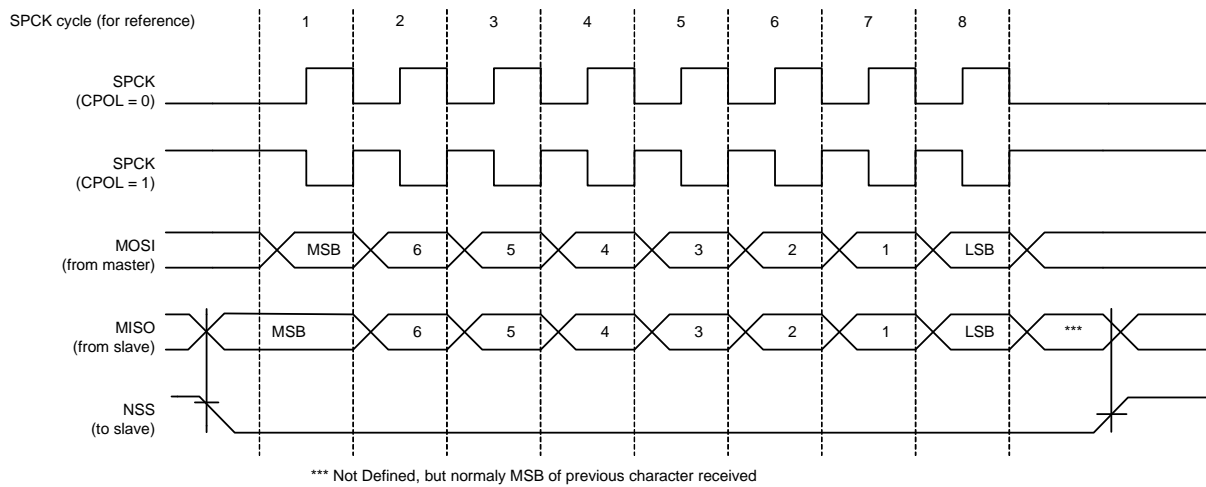 SPCK cycle (for reference) 1 2 3 4 5 6 7 8
SPCK
(CPOL = 0)
SPCK
(CPOL = 1)
MOSI
(from master)
MSB 6 5 4 3 2 1 LSB
MISO
(from slave)
MSB 6 5 4 3 2 1 LSB ***
NSS
(to slave)
*** Not Defined, but normaly MSB of previous character received